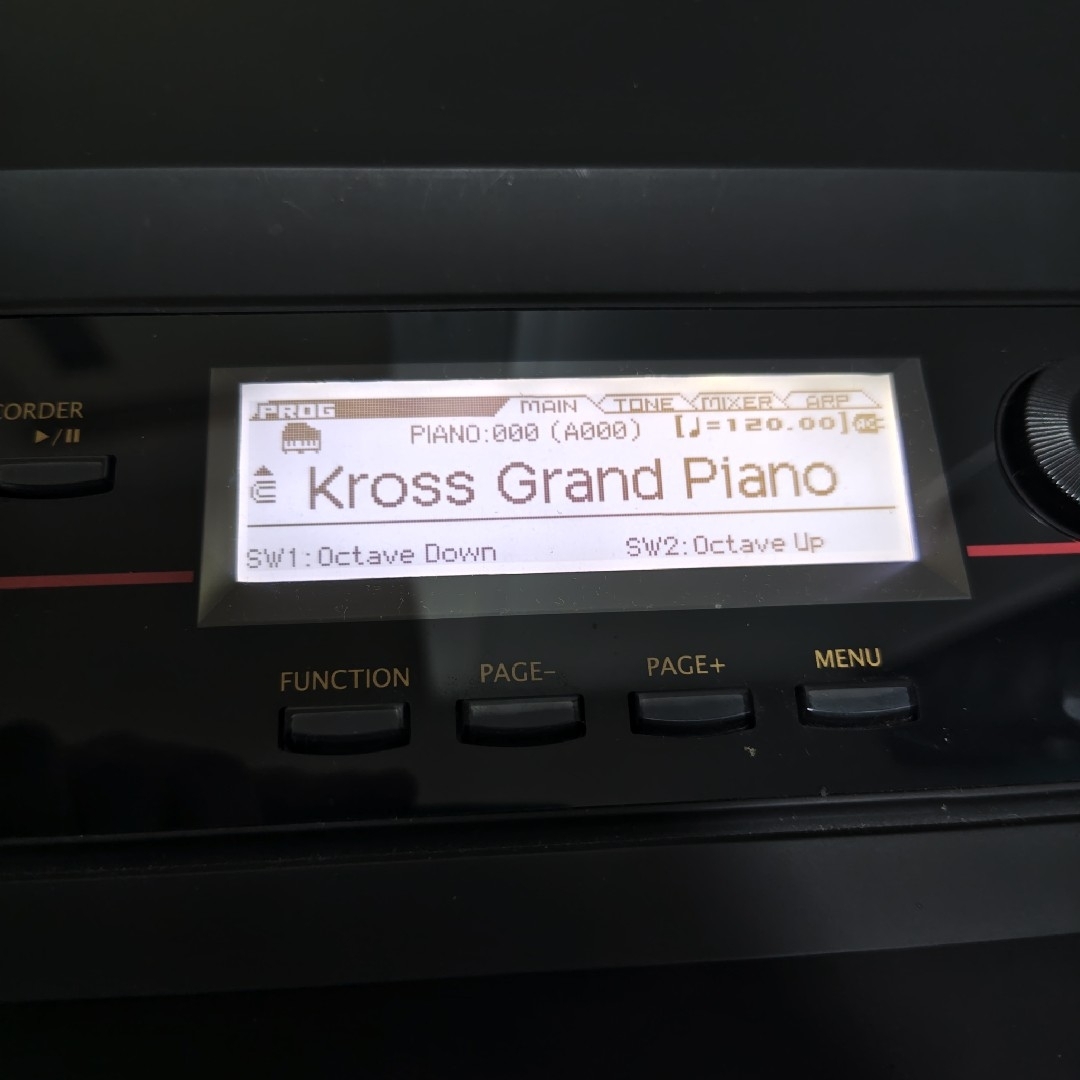 CORDER
▶/II
PROG MAIN TONE MIXER ARP
PIANO:000 (A000) [♩=120.00] AC
Kross Grand Piano
SW1:Octave Down SW2:Octave Up
FUNCTION PAGE− PAGE+ MENU